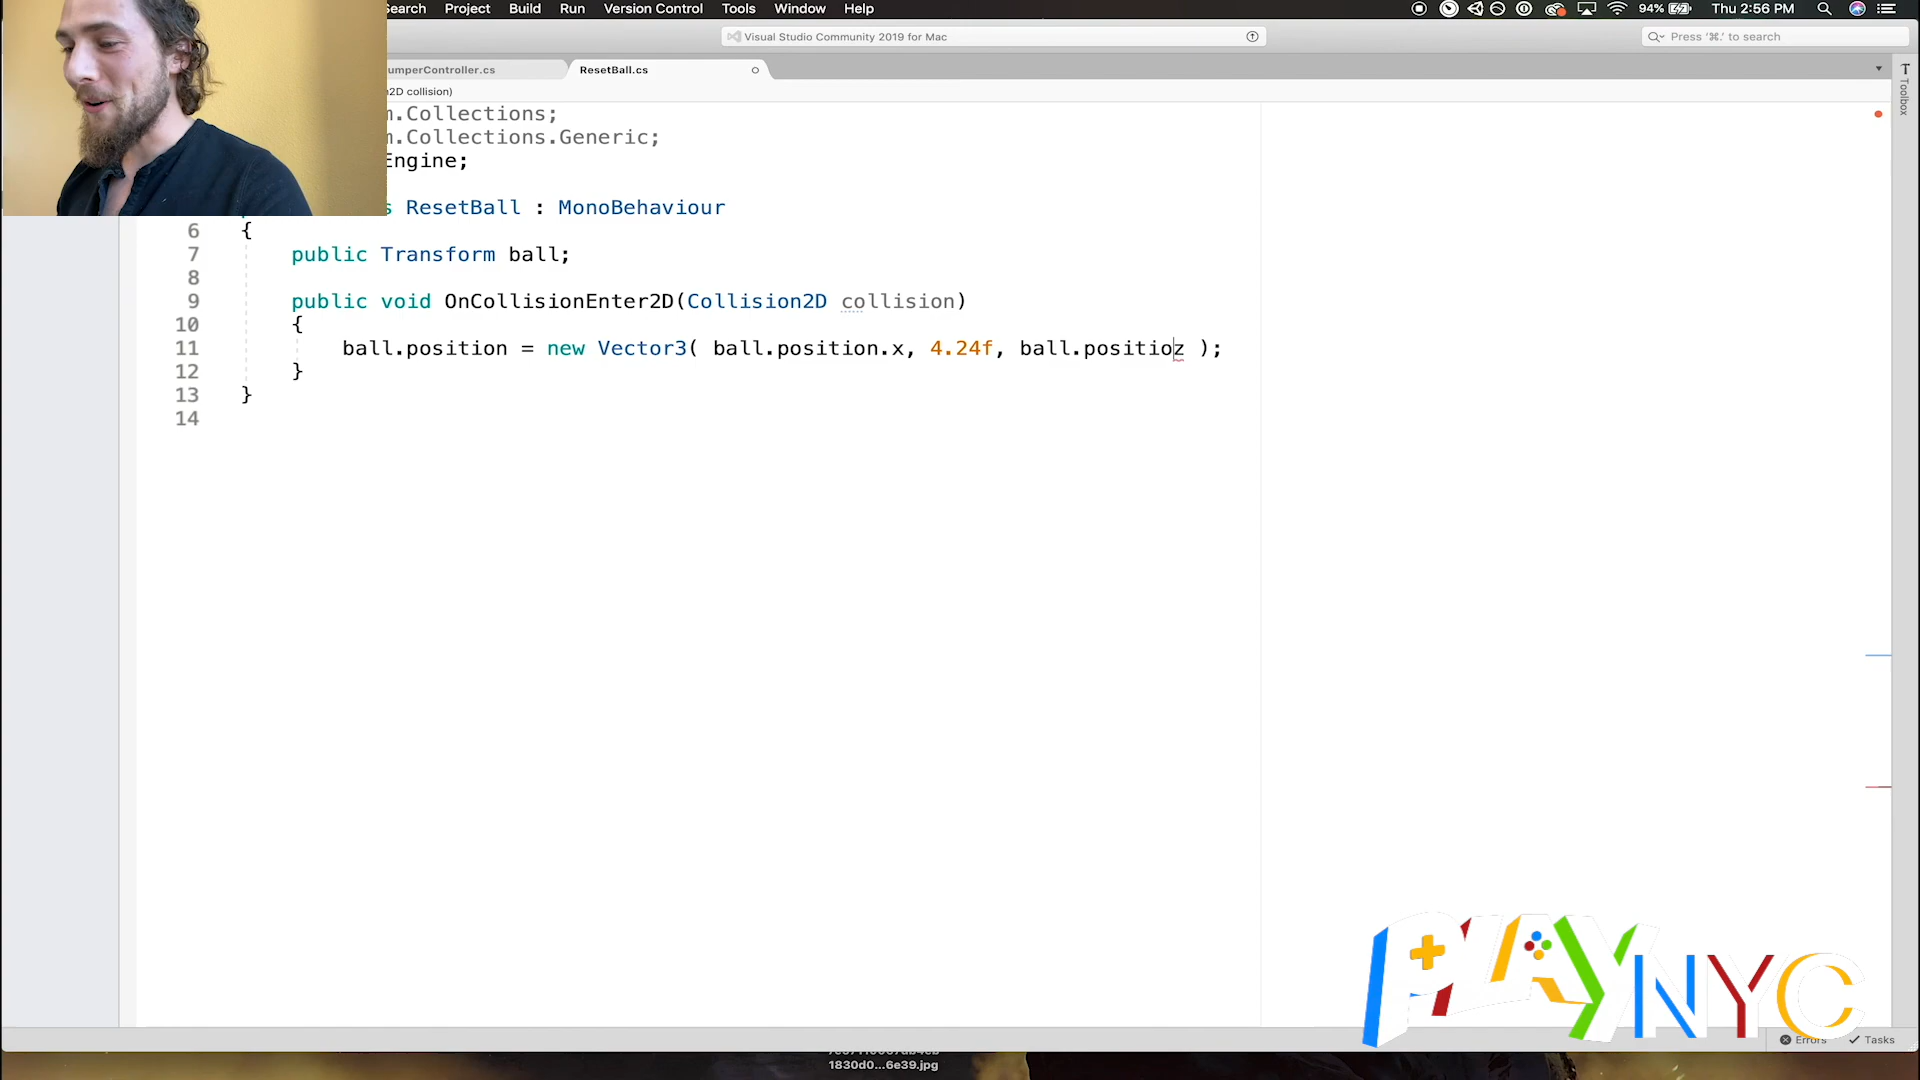 Search Project Build Run Version Control Tools Window Help 94% Thu 2:56 PM
Visual Studio Community 2019 for Mac
Press '⌘.' to search
umperController.cs ResetBall.cs
2D collision)
Toolbox
m.Collections;
m.Collections.Generic;
Engine;
s ResetBall : MonoBehaviour
6 {
7 public Transform ball;
8
9 public void OnCollisionEnter2D(Collision2D collision)
10 {
11 ball.position = new Vector3( ball.position.x, 4.24f, ball.positioz );
12 }
13 }
14
PLAY NYC
Errors Tasks
1830d0...6e39.jpg